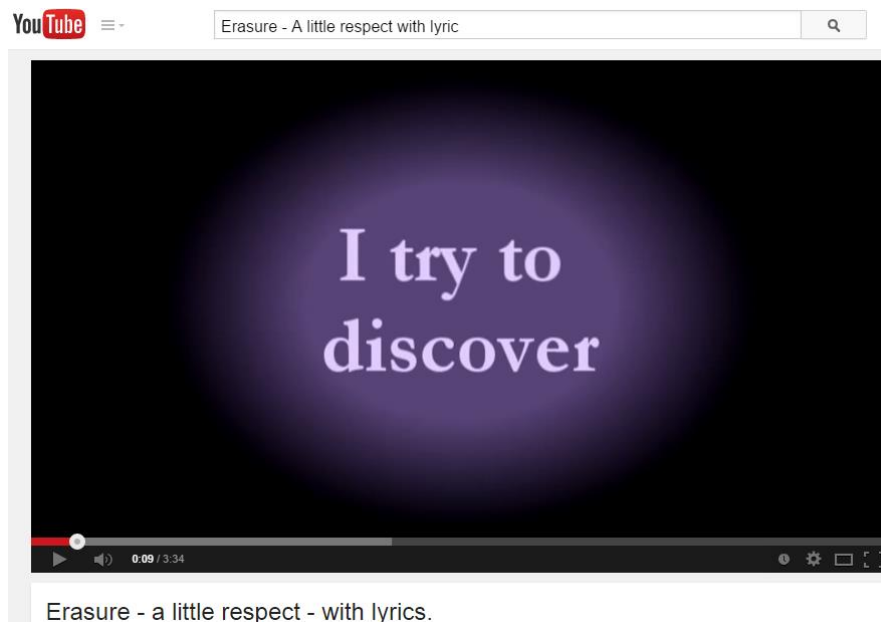 YouTube
Erasure - A little respect with lyric
I try to
discover
0:09 / 3:34
Erasure - a little respect - with lyrics.